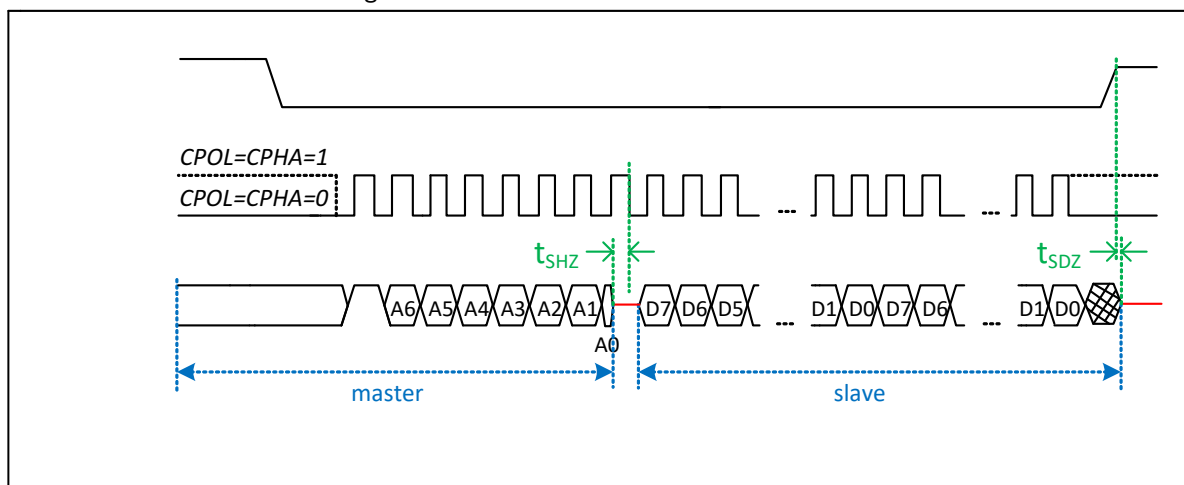 CPOL=CPHA=1
CPOL=CPHA=0
... ...
tSHZ tSDZ
A6 A5 A4 A3 A2 A1 D7 D6 D5 ... D1 D0 D7 D6 ... D1 D0
A0
master slave